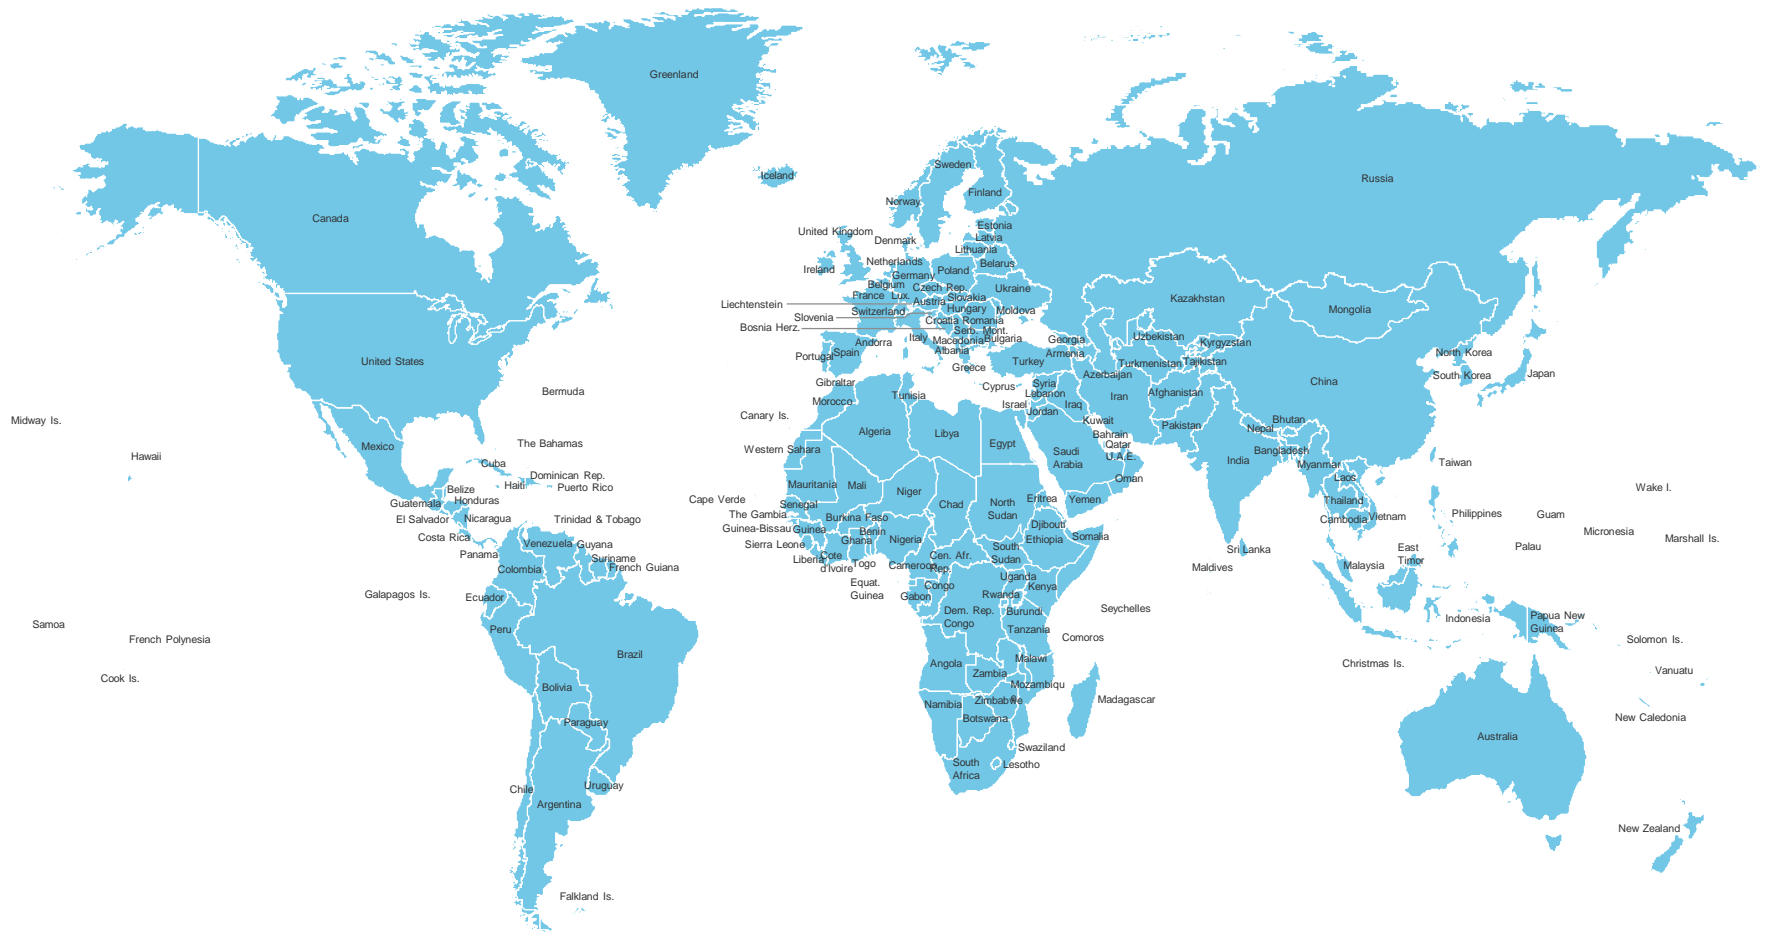 Greenland
Canada
United States
Mexico
Bermuda
Midway Is.
Hawaii
The Bahamas
Cuba
Dominican Rep.
Haiti
Puerto Rico
Belize
Guatemala
Honduras
El Salvador
Nicaragua
Costa Rica
Panama
Trinidad & Tobago
Venezuela
Guyana
Suriname
French Guiana
Colombia
Galapagos Is.
Ecuador
Peru
Brazil
Bolivia
Paraguay
Chile
Argentina
Uruguay
Falkland Is.
Samoa
French Polynesia
Cook Is.
Iceland
Sweden
Norway
Finland
Estonia
Latvia
Lithuania
Belarus
United Kingdom
Denmark
Ireland
Netherlands
Germany
Poland
Belgium
Czech Rep.
Ukraine
France
Lux.
Slovakia
Liechtenstein
Austria
Hungary
Moldova
Switzerland
Slovenia
Croatia
Romania
Bosnia Herz.
Serb. Mont.
Italy
Macedonia
Bulgaria
Andorra
Albania
Portugal
Spain
Greece
Gibraltar
Turkey
Georgia
Armenia
Azerbaijan
Cyprus
Syria
Lebanon
Israel
Jordan
Iraq
Iran
Kuwait
Bahrain
Qatar
U.A.E.
Saudi
Arabia
Oman
Yemen
Russia
Kazakhstan
Mongolia
Uzbekistan
Kyrgyzstan
Turkmenistan
Tajikistan
Afghanistan
Pakistan
China
North Korea
South Korea
Japan
Bhutan
Nepal
Bangladesh
India
Myanmar
Laos
Thailand
Cambodia
Vietnam
Taiwan
Philippines
Sri Lanka
Maldives
Malaysia
East
Timor
Indonesia
Papua New
Guinea
Christmas Is.
Wake I.
Guam
Micronesia
Marshall Is.
Palau
Solomon Is.
Vanuatu
New Caledonia
Australia
New Zealand
Morocco
Tunisia
Canary Is.
Algeria
Libya
Egypt
Western Sahara
Mauritania
Mali
Niger
Chad
North
Sudan
Eritrea
Cape Verde
Senegal
The Gambia
Guinea-Bissau
Guinea
Burkina Faso
Benin
Sierra Leone
Liberia
Cote
d'Ivoire
Ghana
Togo
Nigeria
Cameroon
Cen. Afr.
Rep.
South
Sudan
Djibouti
Ethiopia
Somalia
Equat.
Guinea
Gabon
Congo
Uganda
Kenya
Rwanda
Burundi
Dem. Rep.
Congo
Tanzania
Seychelles
Comoros
Angola
Malawi
Zambia
Mozambiqu
e
Zimbabwe
Namibia
Botswana
Madagascar
Swaziland
Lesotho
South
Africa